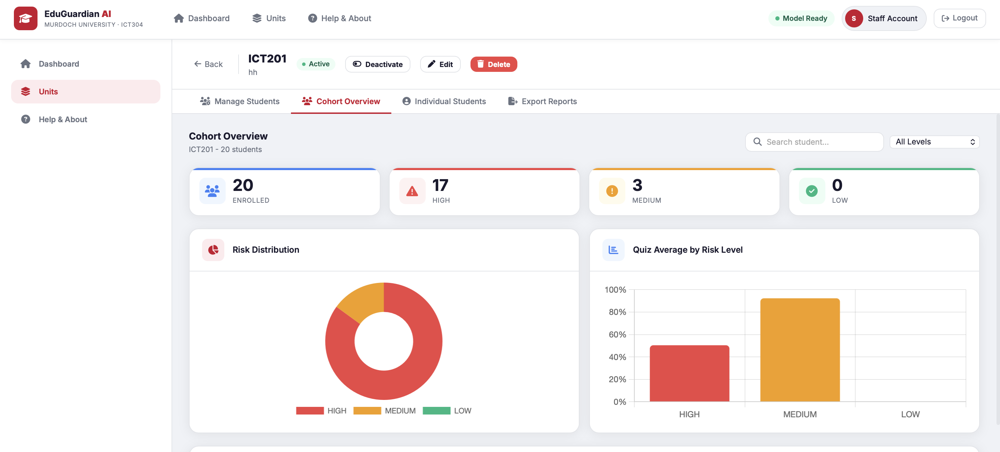 EduGuardian AI
MURDOCH UNIVERSITY · ICT304
Dashboard
Units
Help & About
Model Ready
S
Staff Account
Logout
Dashboard
Units
Help & About
Back
ICT201
hh
Active
Deactivate
Edit
Delete
Manage Students
Cohort Overview
Individual Students
Export Reports
Cohort Overview
ICT201 - 20 students
Search student...
All Levels
20
ENROLLED
17
HIGH
3
MEDIUM
0
LOW
Risk Distribution
HIGH
MEDIUM
LOW
Quiz Average by Risk Level
100%
80%
60%
40%
20%
0%
HIGH
MEDIUM
LOW